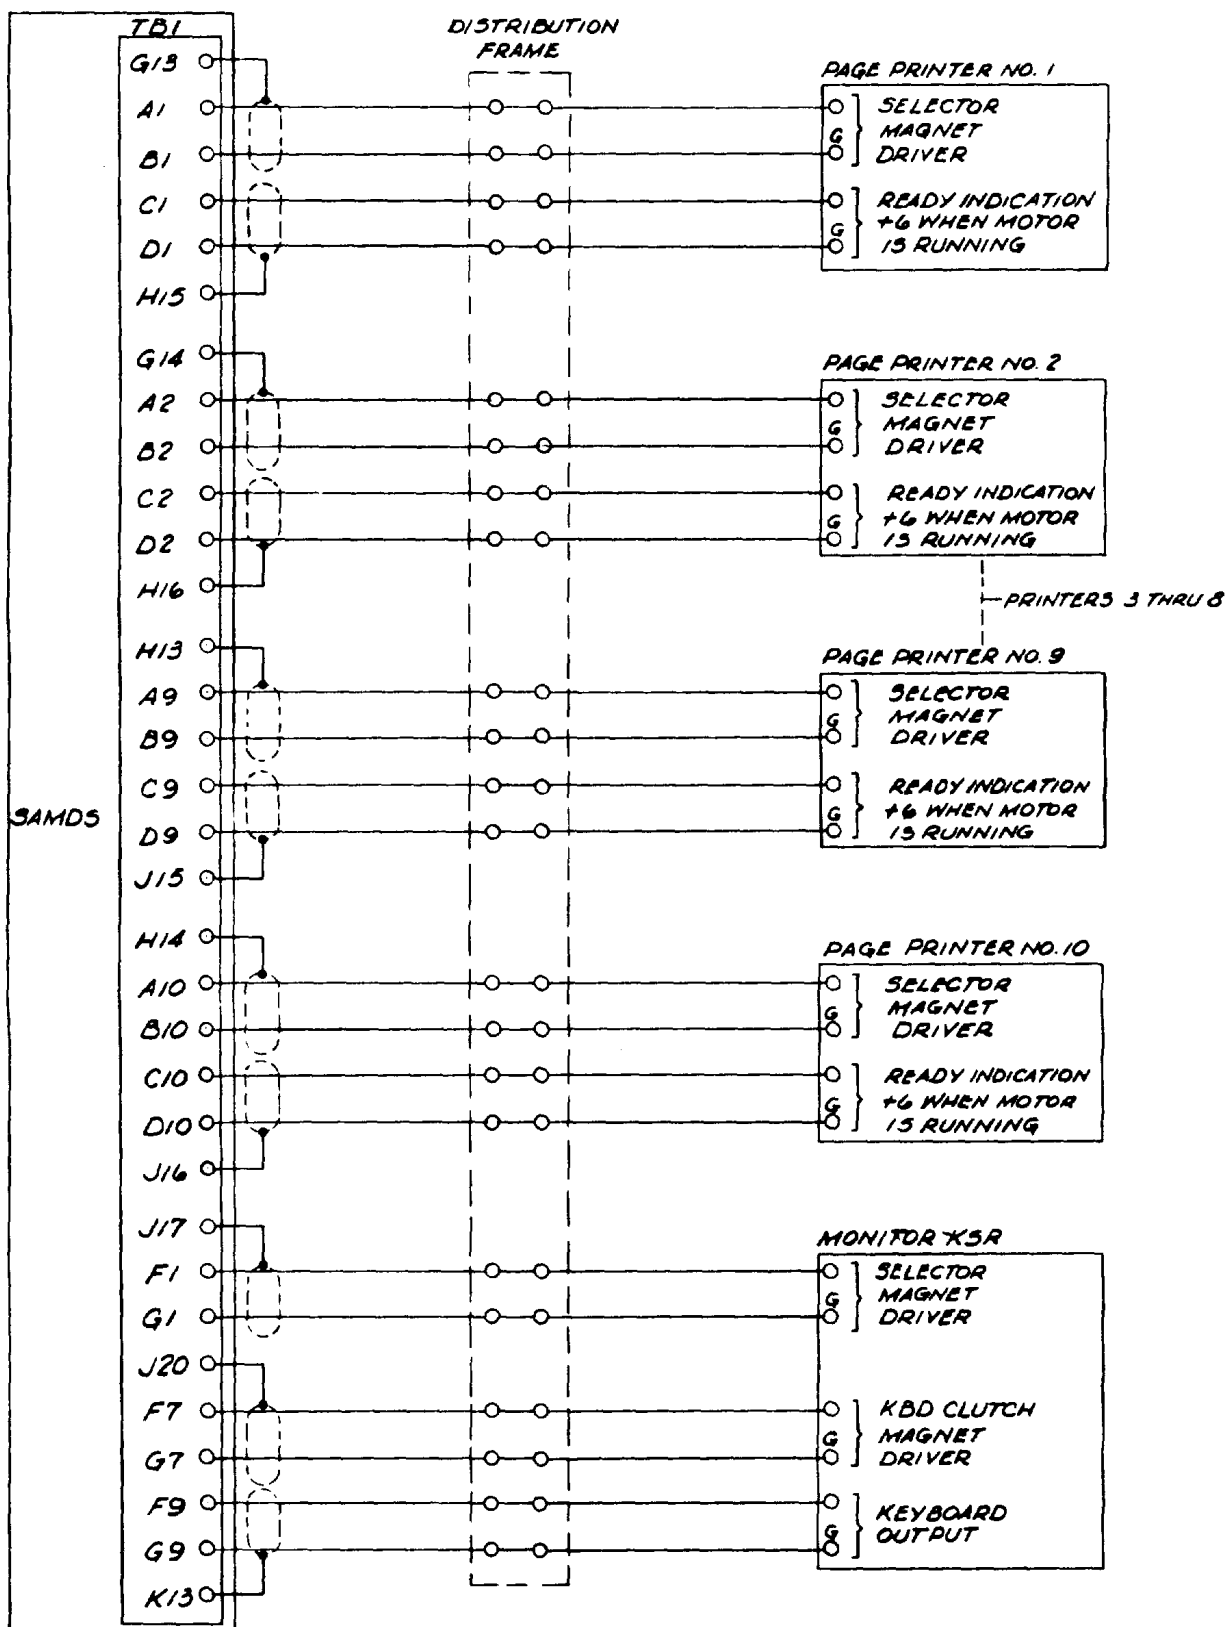 TB1
DISTRIBUTION
FRAME
SAMDS
G13
A1
B1
C1
D1
H15
G14
A2
B2
C2
D2
H16
H13
A9
B9
C9
D9
J15
H14
A10
B10
C10
D10
J16
J17
F1
G1
J20
F7
G7
F9
G9
K13
PAGE PRINTER NO. 1
SELECTOR
G MAGNET
DRIVER
READY INDICATION
G +6 WHEN MOTOR
IS RUNNING
PAGE PRINTER NO. 2
SELECTOR
G MAGNET
DRIVER
READY INDICATION
G +6 WHEN MOTOR
IS RUNNING
PRINTERS 3 THRU 8
PAGE PRINTER NO. 9
SELECTOR
G MAGNET
DRIVER
READY INDICATION
G +6 WHEN MOTOR
IS RUNNING
PAGE PRINTER NO. 10
SELECTOR
G MAGNET
DRIVER
READY INDICATION
G +6 WHEN MOTOR
IS RUNNING
MONITOR KSR
SELECTOR
G MAGNET
DRIVER
KBD CLUTCH
G MAGNET
DRIVER
KEYBOARD
G OUTPUT